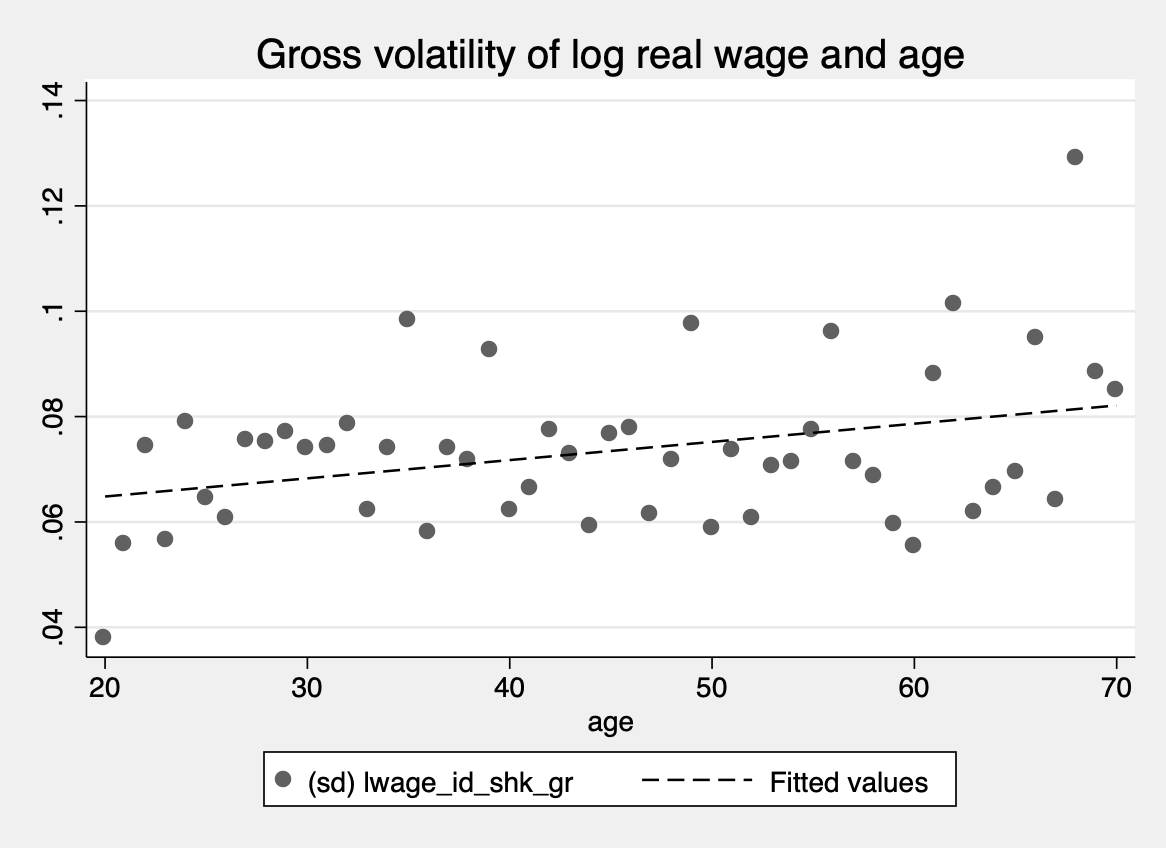 Gross volatility of log real wage and age
.14
.12
.1
.08
.06
.04
20 30 40 50 60 70
age
(sd) lwage_id_shk_gr Fitted values